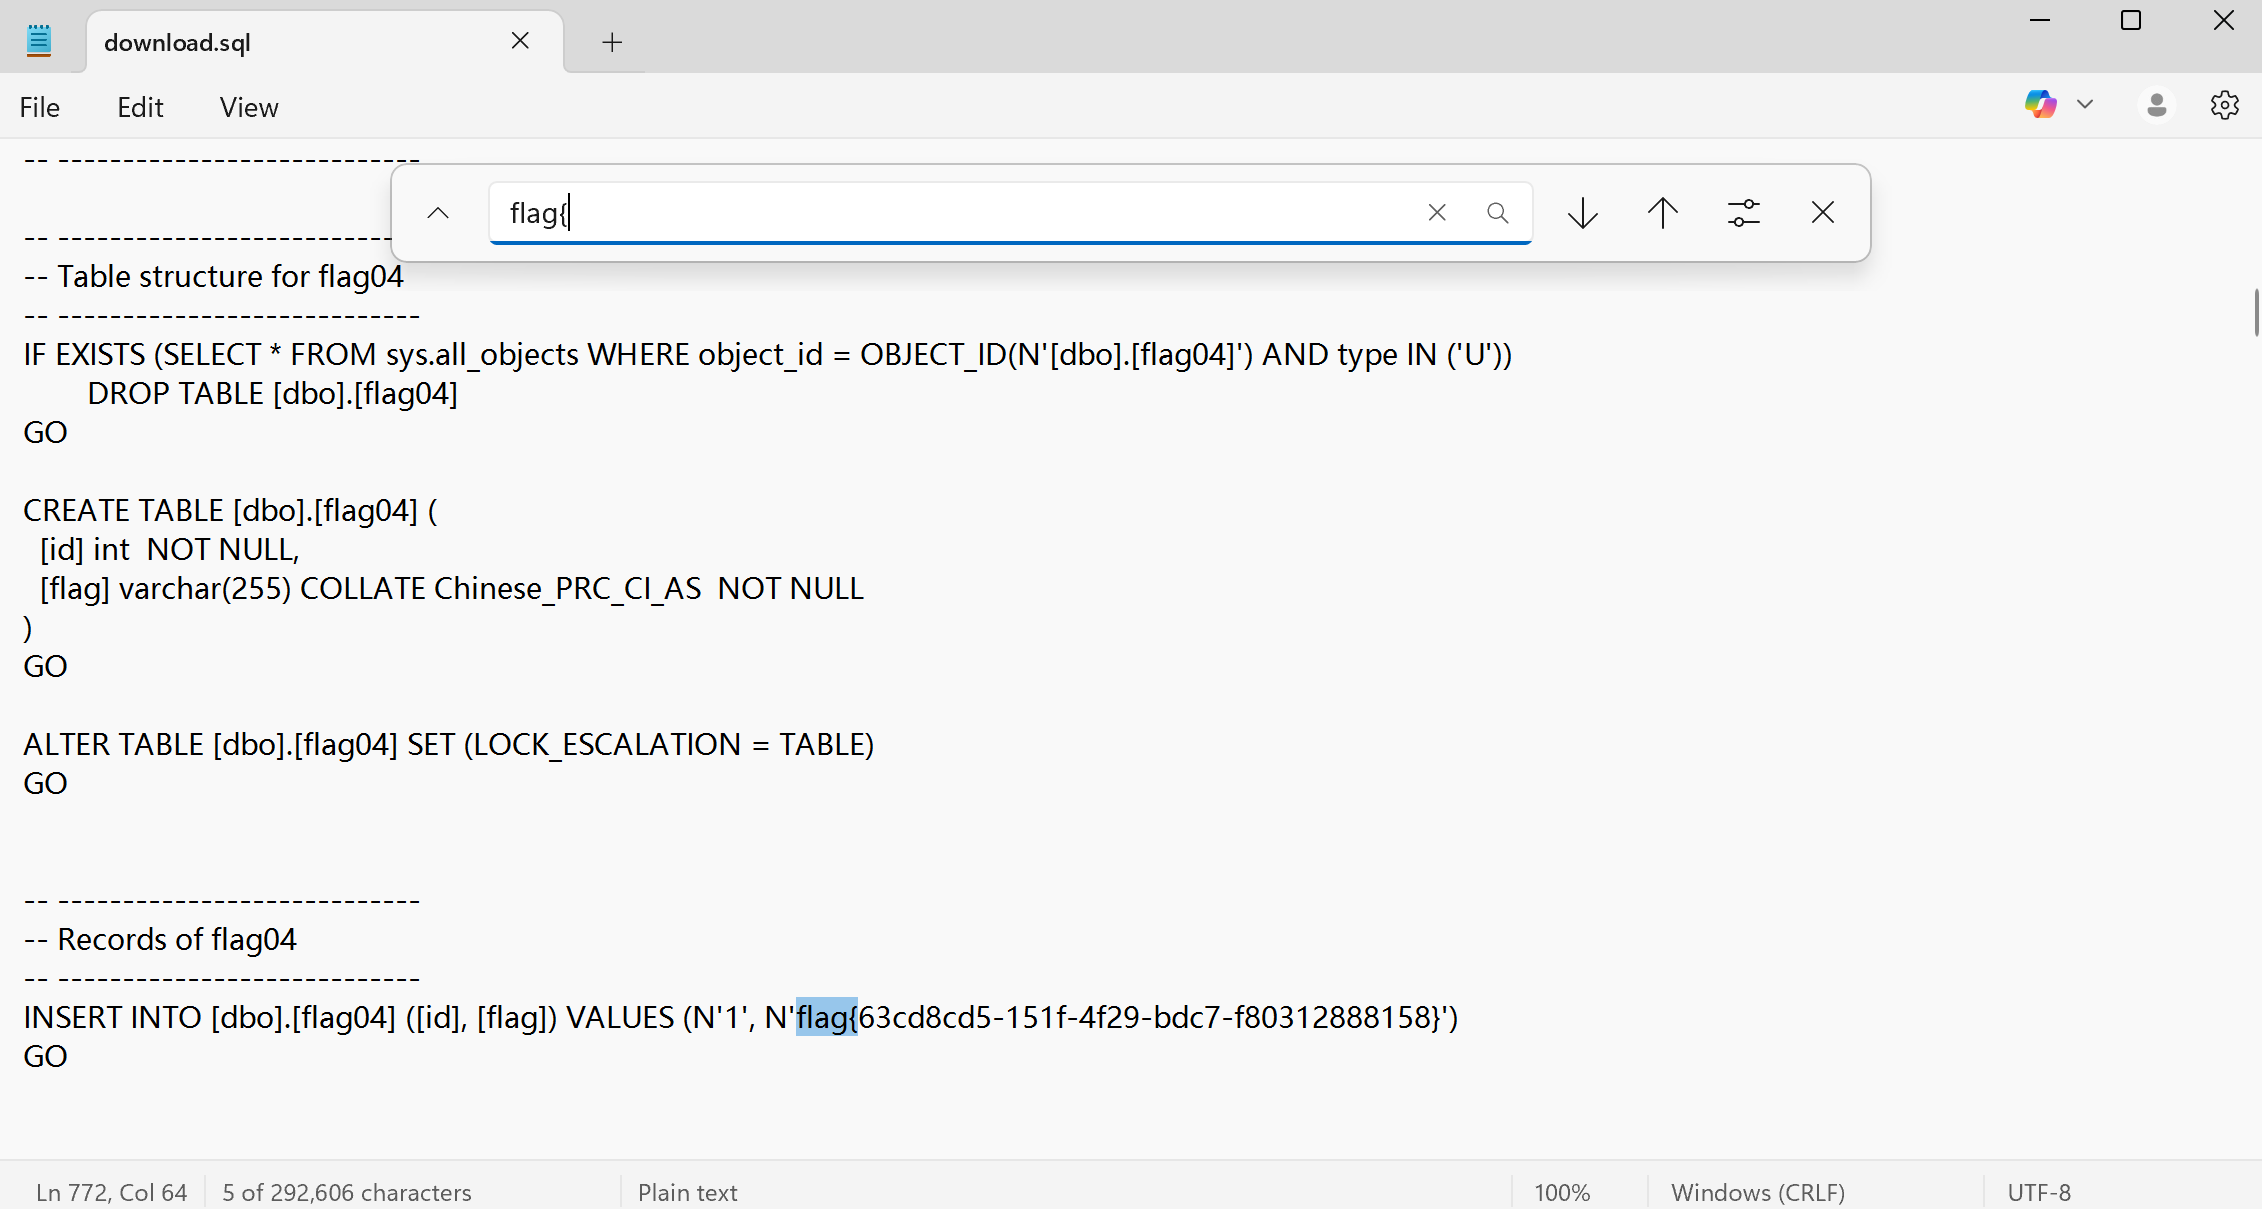 download.sql
File Edit View
-- ----------------------------
flag{
-- ----------------------------
-- Table structure for flag04
-- ----------------------------
IF EXISTS (SELECT * FROM sys.all_objects WHERE object_id = OBJECT_ID(N'[dbo].[flag04]') AND type IN ('U'))
	DROP TABLE [dbo].[flag04]
GO
CREATE TABLE [dbo].[flag04] (
  [id] int  NOT NULL,
  [flag] varchar(255) COLLATE Chinese_PRC_CI_AS  NOT NULL
)
GO
ALTER TABLE [dbo].[flag04] SET (LOCK_ESCALATION = TABLE)
GO
-- ----------------------------
-- Records of flag04
-- ----------------------------
INSERT INTO [dbo].[flag04] ([id], [flag]) VALUES (N'1', N'flag{63cd8cd5-151f-4f29-bdc7-f80312888158}')
GO
Ln 772, Col 64 5 of 292,606 characters Plain text 100% Windows (CRLF) UTF-8